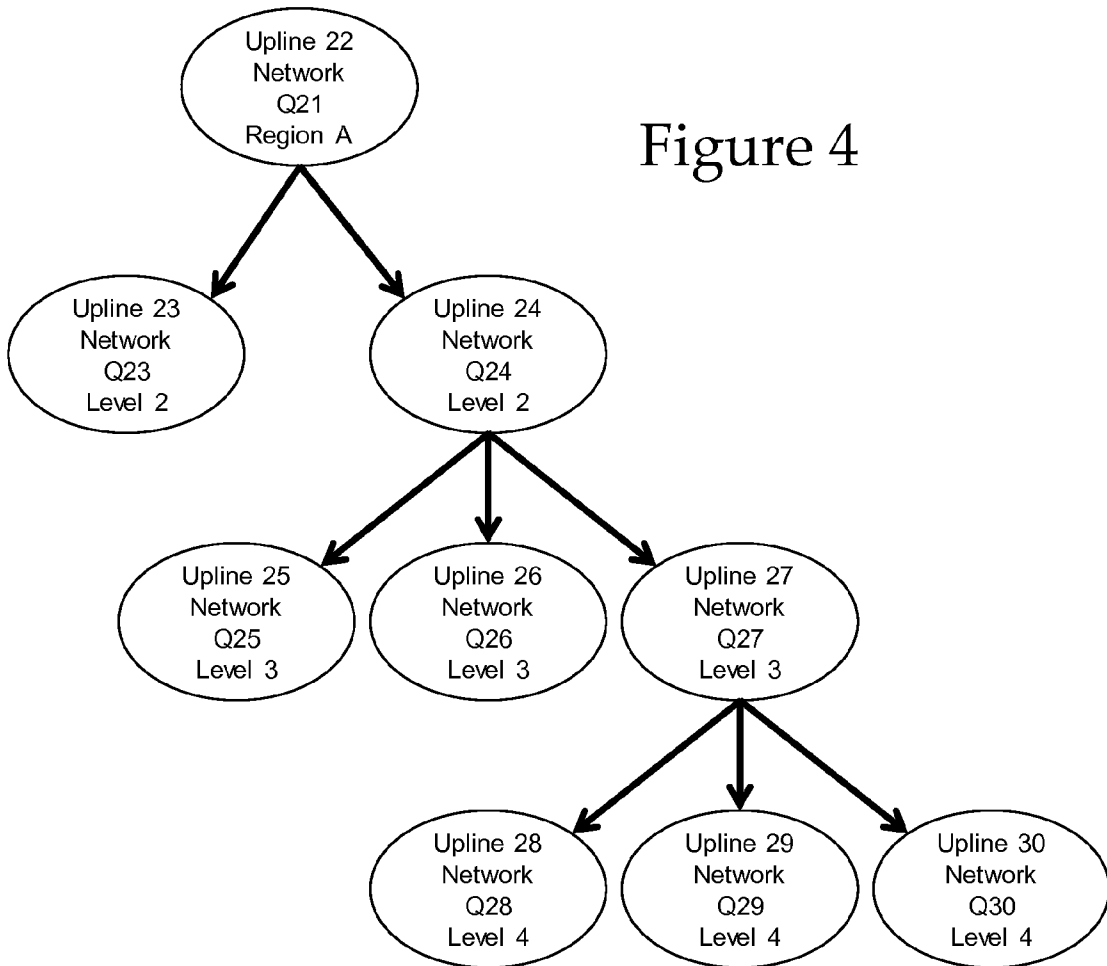 Upline 22
Network
Q21
Region A
Figure 4
Upline 23
Network
Q23
Level 2
Upline 24
Network
Q24
Level 2
Upline 25
Network
Q25
Level 3
Upline 26
Network
Q26
Level 3
Upline 27
Network
Q27
Level 3
Upline 28
Network
Q28
Level 4
Upline 29
Network
Q29
Level 4
Upline 30
Network
Q30
Level 4